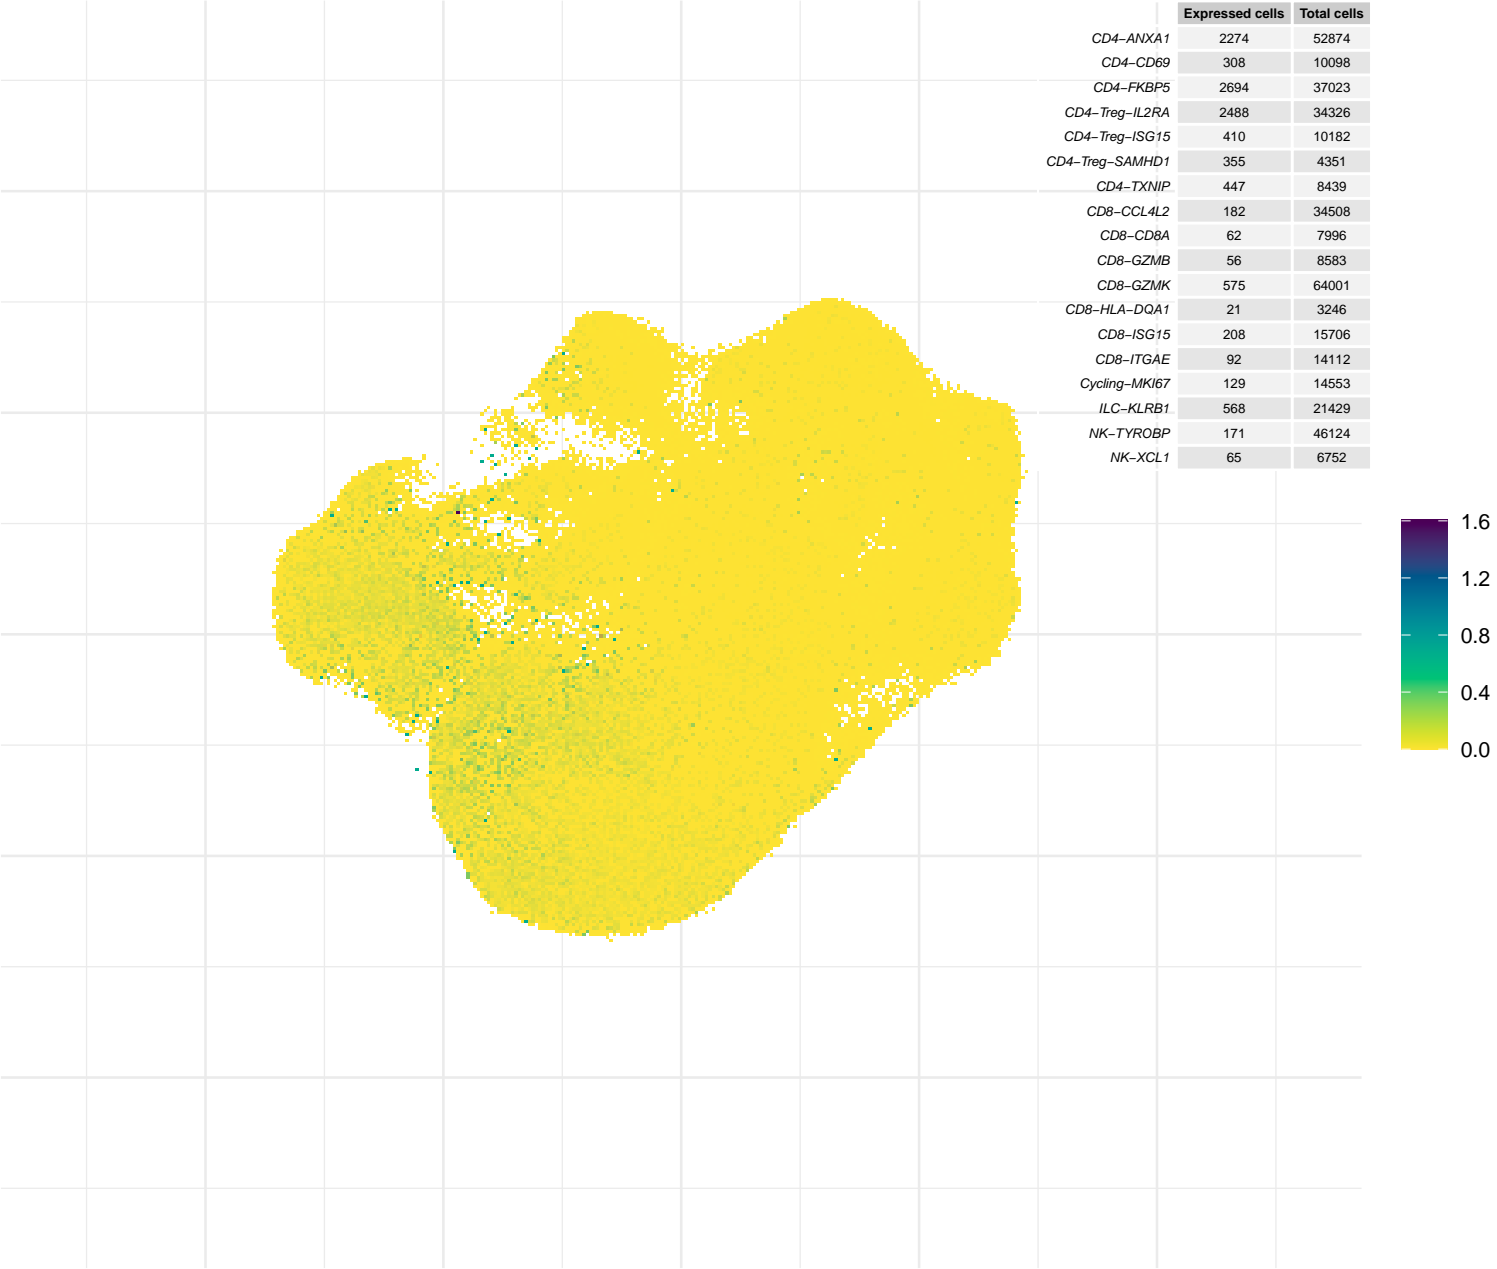 Expressed cells Total cells
CD4−ANXA1 2274 52874
CD4−CD69 308 10098
CD4−FKBP5 2694 37023
CD4−Treg−IL2RA 2488 34326
CD4−Treg−ISG15 410 10182
CD4−Treg−SAMHD1 355 4351
CD4−TXNIP 447 8439
CD8−CCL4L2 182 34508
CD8−CD8A 62 7996
CD8−GZMB 56 8583
CD8−GZMK 575 64001
CD8−HLA−DQA1 21 3246
CD8−ISG15 208 15706
CD8−ITGAE 92 14112
Cycling−MKI67 129 14553
ILC−KLRB1 568 21429
NK−TYROBP 171 46124
NK−XCL1 65 6752
1.6
1.2
0.8
0.4
0.0